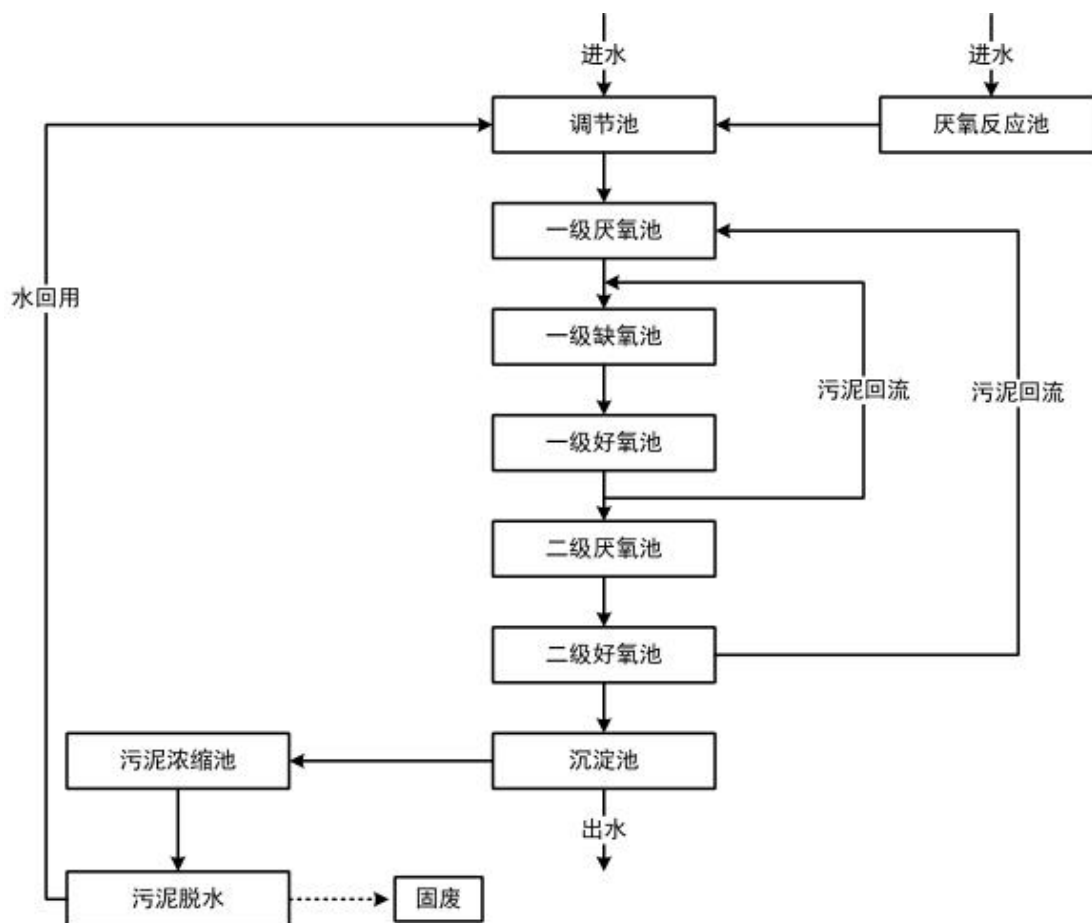 进水
进水
调节池
厌氧反应池
一级厌氧池
水回用
一级缺氧池
污泥回流
污泥回流
一级好氧池
二级厌氧池
二级好氧池
污泥浓缩池
沉淀池
出水
污泥脱水
固废